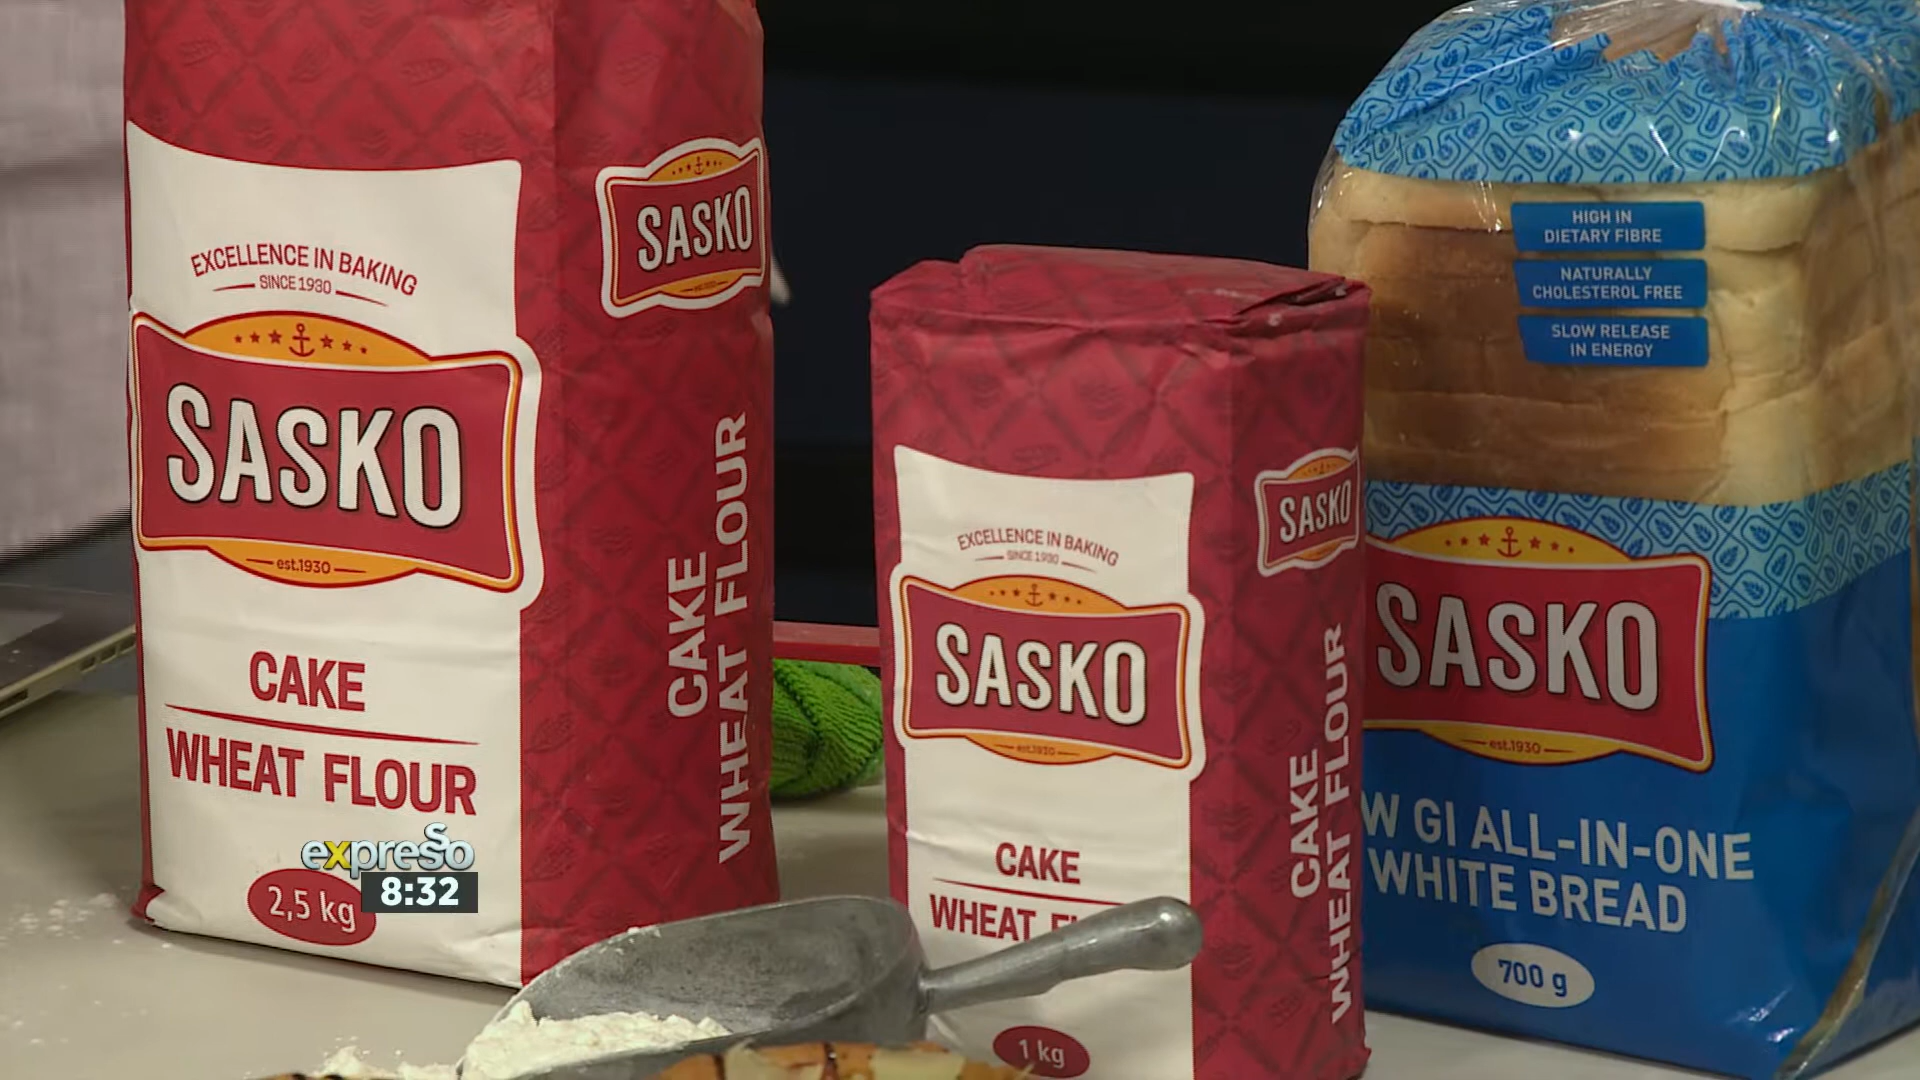 EXCELLENCE IN BAKING
SINCE 1930
SASKO
est.1930
CAKE
WHEAT FLOUR
2,5 kg
SASKO
CAKE
WHEAT FLOUR
expresso
8:32
EXCELLENCE IN BAKING
SINCE 1930
SASKO
est.1930
CAKE
WHEAT
1 kg
SASKO
CAKE
WHEAT FLOUR
HIGH IN
DIETARY FIBRE
NATURALLY
CHOLESTEROL FREE
SLOW RELEASE
IN ENERGY
SASKO
est.1930
W GI ALL-IN-ONE
WHITE BREAD
700 g